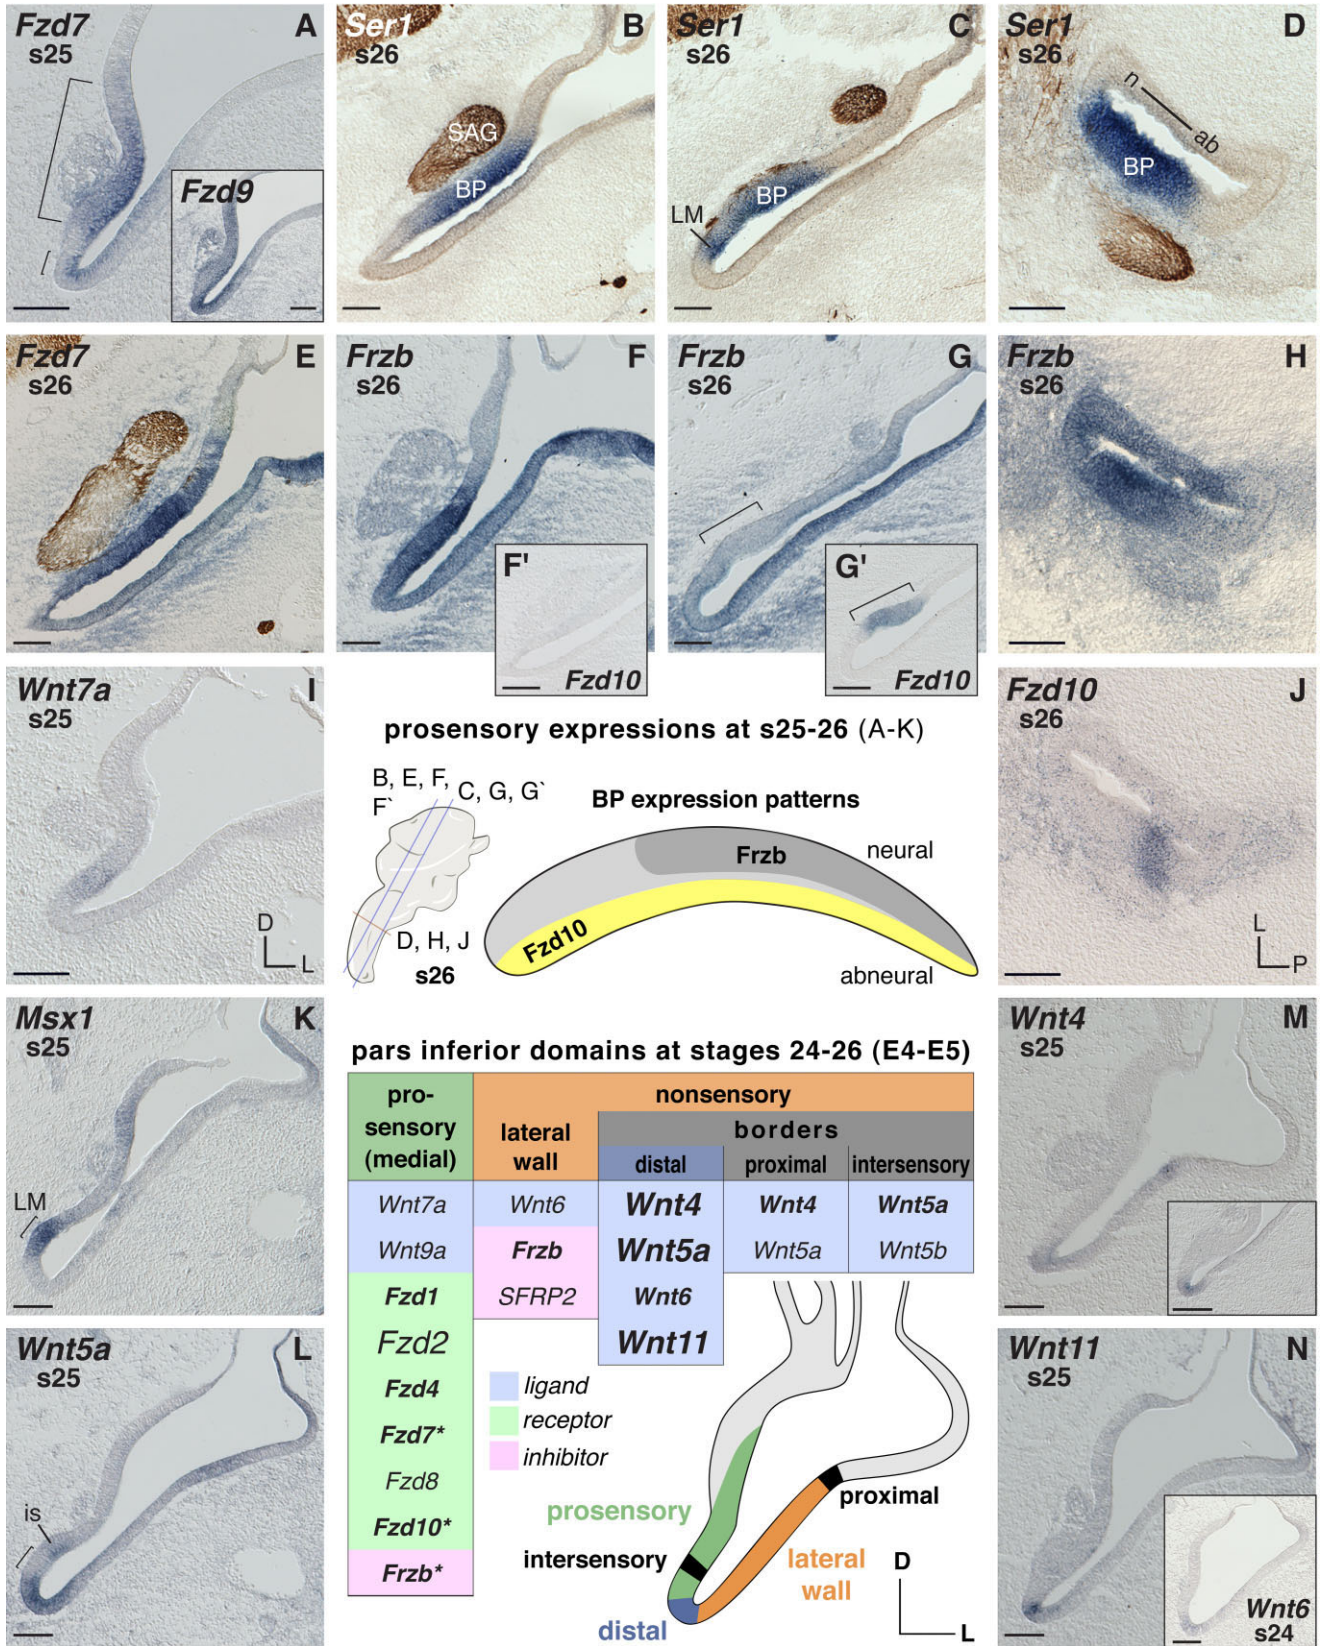 Fzd7
s25
A
Fzd9
Ser1
s26
B
SAG
BP
Ser1
s26
C
BP
LM
Ser1
s26
D
n
ab
BP
Fzd7
s26
E
Frzb
s26
F
F'
Fzd10
Frzb
s26
G
G'
Fzd10
Frzb
s26
H
Wnt7a
s25
I
D
L
prosensory expressions at s25-26 (A-K)
B, E, F,
F`
C, G, G`
D, H, J
s26
BP expression patterns
Frzb
neural
Fzd10
abneural
Fzd10
s26
J
L
P
Msx1
s25
K
LM
Wnt5a
s25
L
is
pars inferior domains at stages 24-26 (E4-E5)
pro-
sensory
(medial)
nonsensory
lateral
wall
borders
distal
proximal
intersensory
Wnt7a
Wnt6
Wnt4
Wnt4
Wnt5a
Wnt9a
Frzb
Wnt5a
Wnt5a
Wnt5b
Fzd1
SFRP2
Wnt6
Fzd2
Wnt11
Fzd4
Fzd7*
Fzd8
Fzd10*
Frzb*
ligand
receptor
inhibitor
prosensory
proximal
intersensory
lateral
wall
distal
D
L
Wnt4
s25
M
Wnt11
s25
N
Wnt6
s24